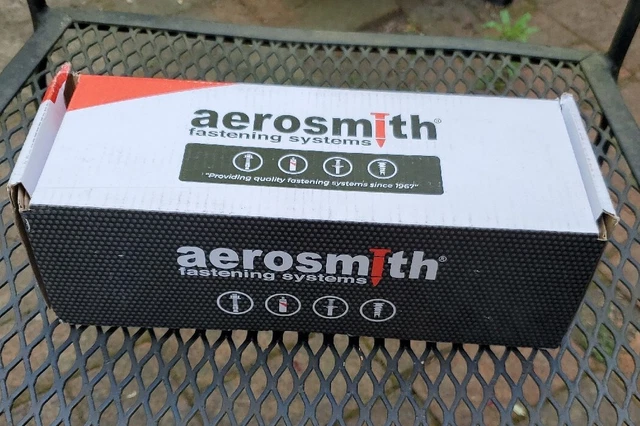 aerosmith®
fastening systems
"Providing quality fastening systems since 1967"
aerosmith®
fastening systems